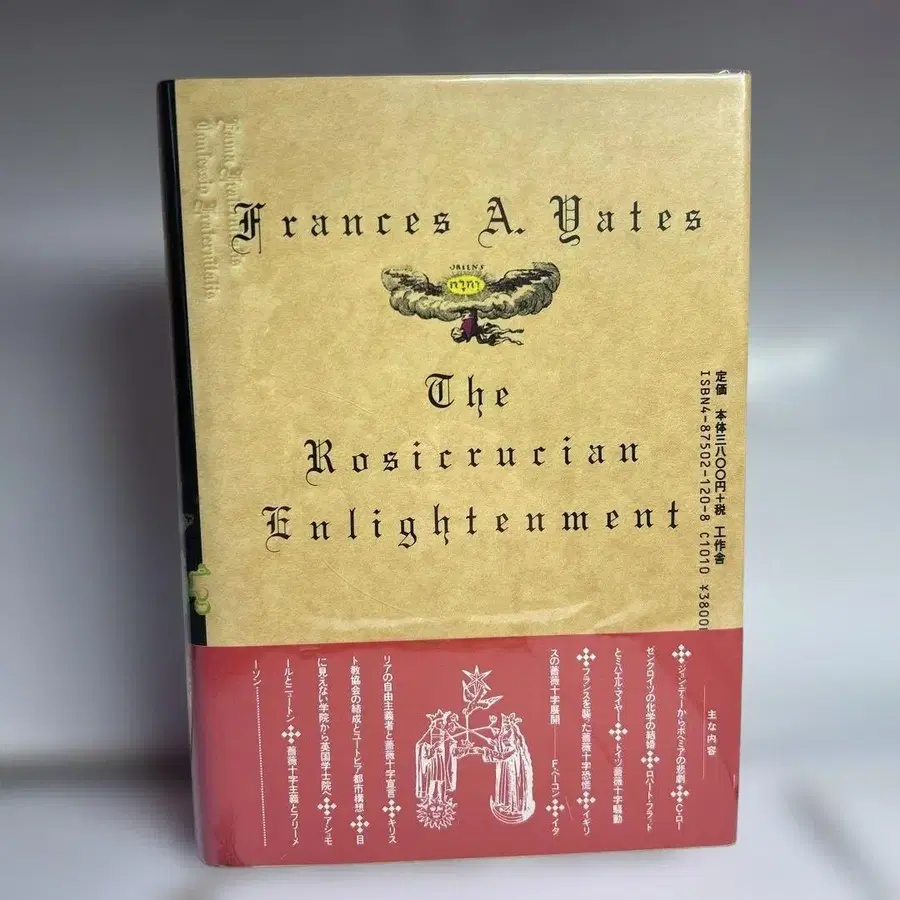 Frances A. Yates
ORIENS
יהוה
The
Rosicrucian
Enlightenment
定価 本体三八〇〇円+税 工作舎
ISBN4-87502-120-8 C1010 ¥3800
主な内容
❖ジョン・ディーからボヘミアの悲劇❖C・ロー
ゼンクロイツの化学の結婚❖ロバート・フラッド
とミハエル・マイヤー❖ドイツ薔薇十字騒動
❖フランスを襲った薔薇十字恐慌❖イギリ
スの薔薇十字展開——F・ベーコン❖イタ
リアの自由主義者と薔薇十字宣言❖キリス
ト教協会の結成とユートピア都市構想❖目
に見えない学院から英国学士院へ❖アシュモ
ールとニュートン❖薔薇十字主義とフリーメ
ーソン…………